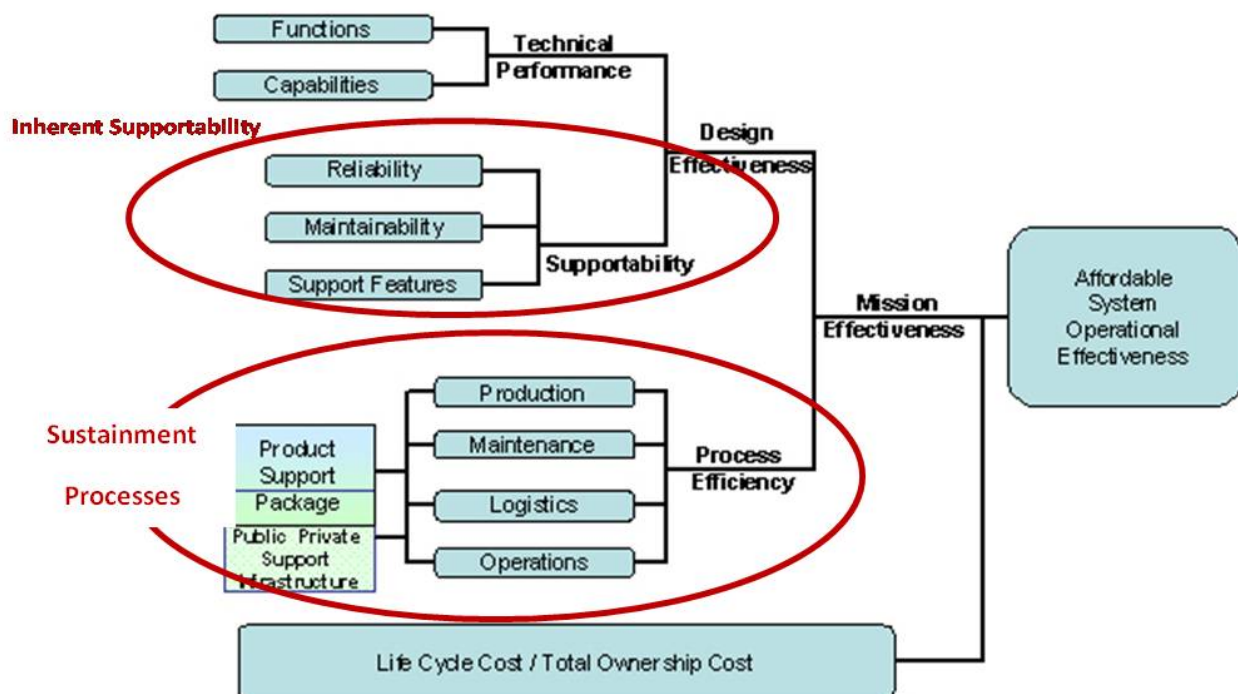 Functions
Technical
Performance
Capabilities
Inherent Supportability
Design
Effectiveness
Reliability
Maintainability
Supportability
Support Features
Affordable
System
Operational
Effectiveness
Mission
Effectiveness
Production
Sustainment
Processes
Product
Support
Package
Maintenance
Process
Efficiency
Logistics
Public Private
Support
Infrastructure
Operations
Life Cycle Cost / Total Ownership Cost